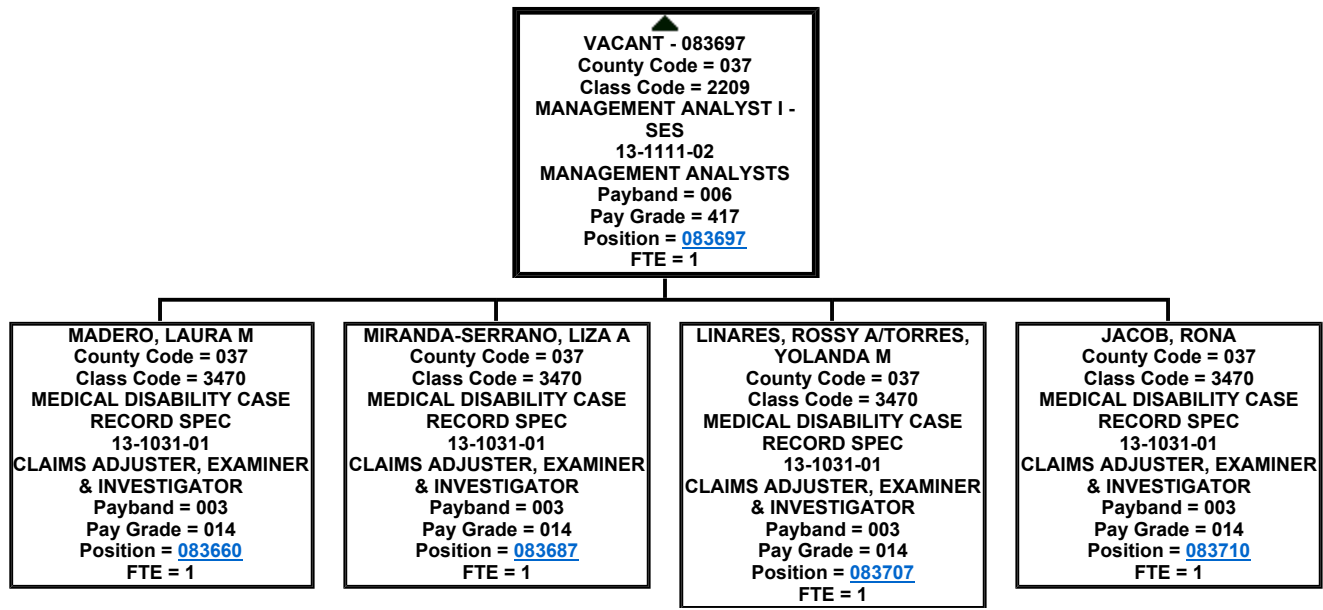 VACANT - 083697
County Code = 037
Class Code = 2209
MANAGEMENT ANALYST I -
SES
13-1111-02
MANAGEMENT ANALYSTS
Payband = 006
Pay Grade = 417
Position = 083697
FTE = 1
MADERO, LAURA M
County Code = 037
Class Code = 3470
MEDICAL DISABILITY CASE
RECORD SPEC
13-1031-01
CLAIMS ADJUSTER, EXAMINER
& INVESTIGATOR
Payband = 003
Pay Grade = 014
Position = 083660
FTE = 1
MIRANDA-SERRANO, LIZA A
County Code = 037
Class Code = 3470
MEDICAL DISABILITY CASE
RECORD SPEC
13-1031-01
CLAIMS ADJUSTER, EXAMINER
& INVESTIGATOR
Payband = 003
Pay Grade = 014
Position = 083687
FTE = 1
LINARES, ROSSY A/TORRES,
YOLANDA M
County Code = 037
Class Code = 3470
MEDICAL DISABILITY CASE
RECORD SPEC
13-1031-01
CLAIMS ADJUSTER, EXAMINER
& INVESTIGATOR
Payband = 003
Pay Grade = 014
Position = 083707
FTE = 1
JACOB, RONA
County Code = 037
Class Code = 3470
MEDICAL DISABILITY CASE
RECORD SPEC
13-1031-01
CLAIMS ADJUSTER, EXAMINER
& INVESTIGATOR
Payband = 003
Pay Grade = 014
Position = 083710
FTE = 1